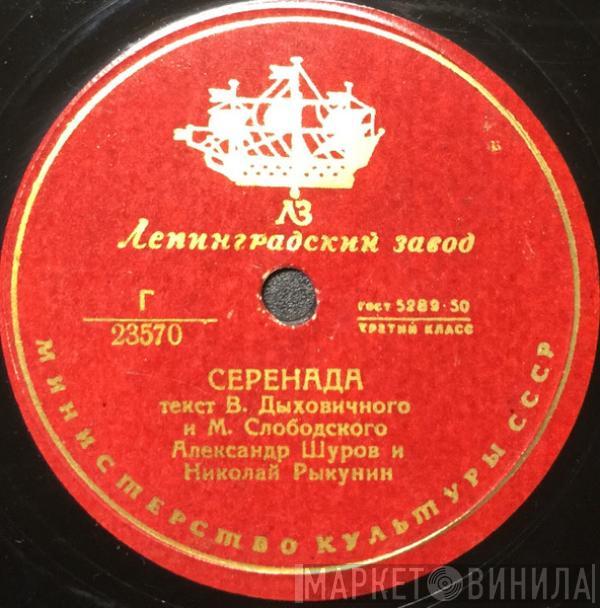 ЛЗ
Ленинградский завод
Г
23570
ГОСТ 5289·50
ТРЕТИЙ КЛАСС
СЕРЕНАДА
текст В. Дыховичного
и М. Слободского
Александр Шуров и
Николай Рыкунин
МИНИСТЕРСТВО КУЛЬТУРЫ СССР
МАРКЕТ ВИНИЛА